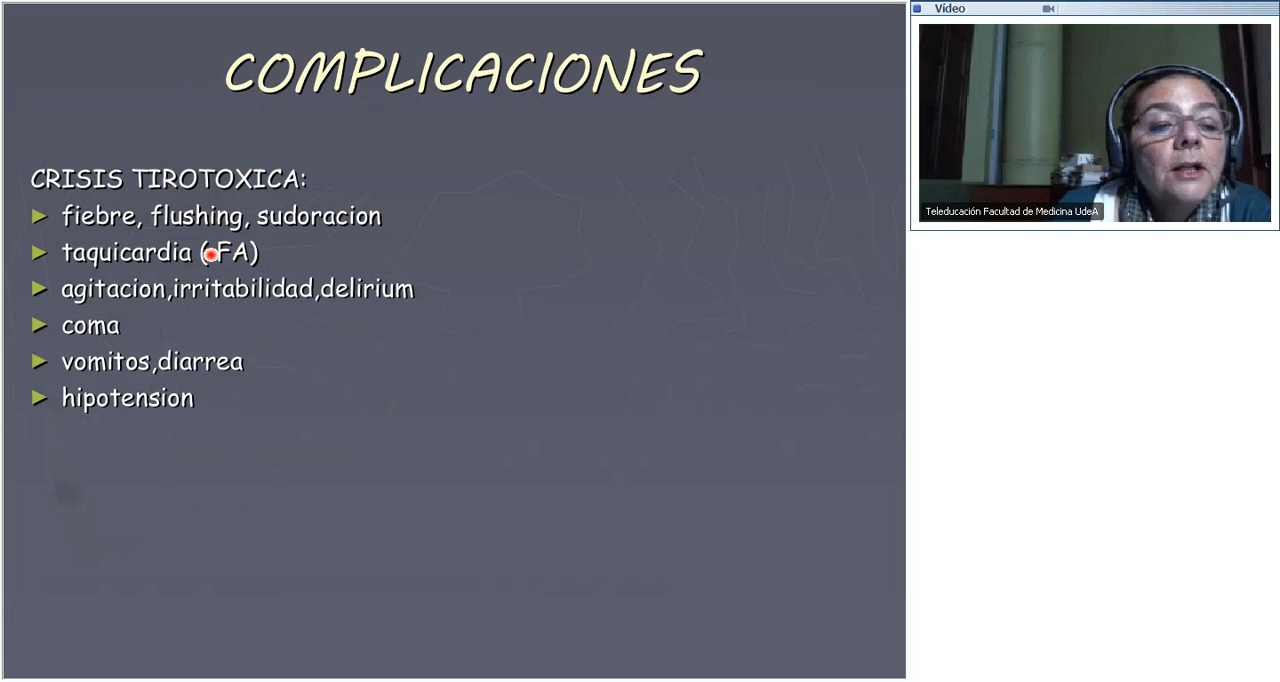 COMPLICACIONES
CRISIS TIROTOXICA:
fiebre, flushing, sudoracion
taquicardia ( FA)
agitacion,irritabilidad,delirium
coma
vomitos,diarrea
hipotension
Vídeo
Teleducación Facultad de Medicina UdeA